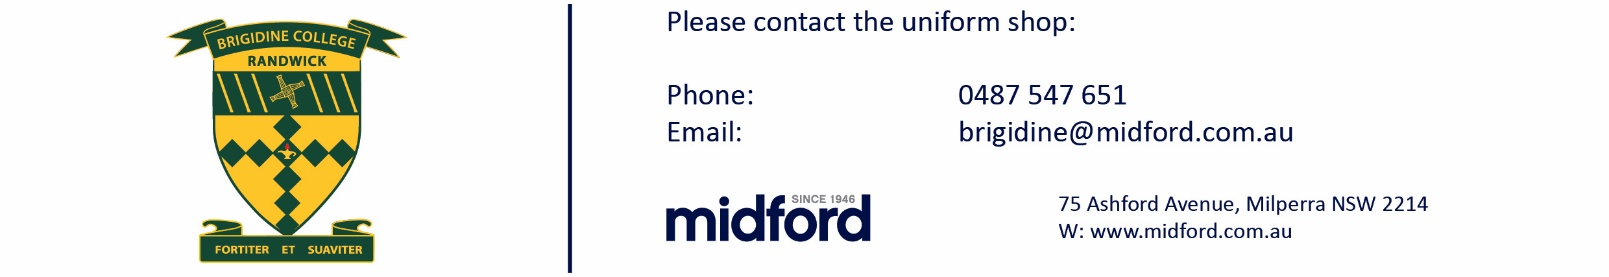 BRIGIDINE COLLEGE
RANDWICK
FORTITER ET SUAVITER
Please contact the uniform shop:
Phone: 0487 547 651
Email: brigidine@midford.com.au
SINCE 1946
midford
75 Ashford Avenue, Milperra NSW 2214
W: www.midford.com.au